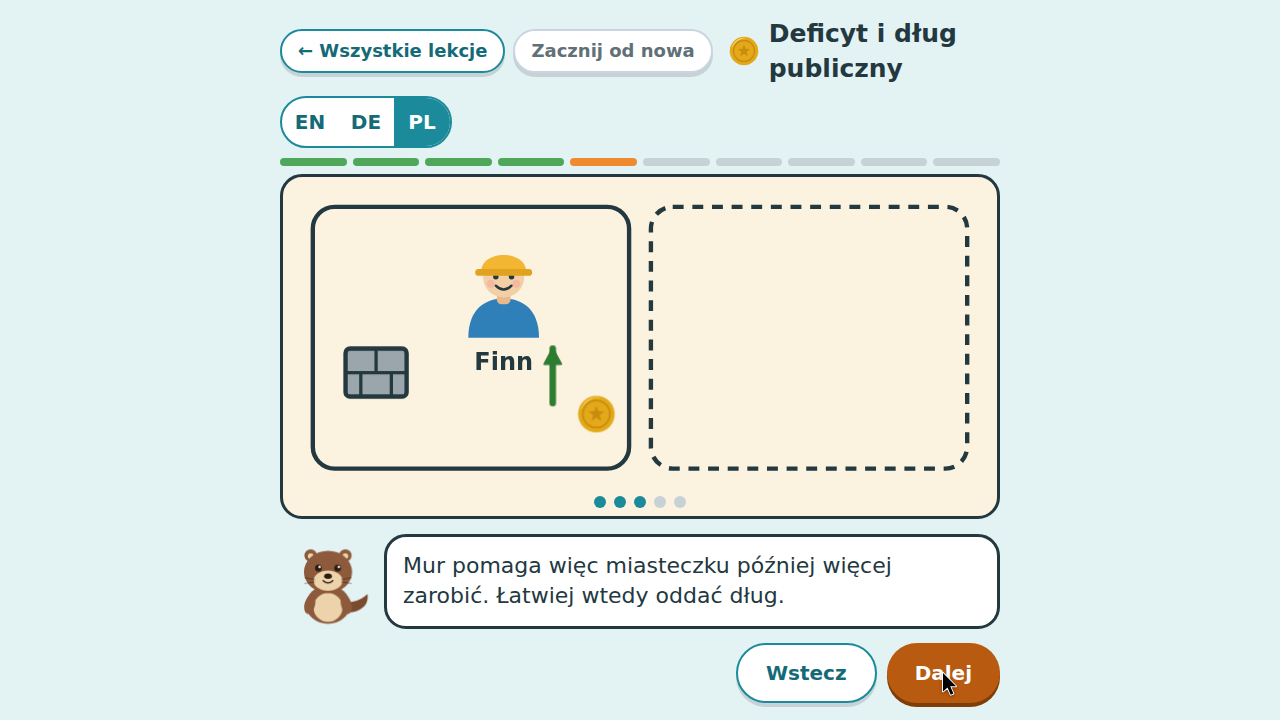 ← Wszystkie lekcje
Zacznij od nowa
Deficyt i dług
publiczny
EN DE PL
Finn
Mur pomaga więc miasteczku później więcej
zarobić. Łatwiej wtedy oddać dług.
Wstecz
Dalej